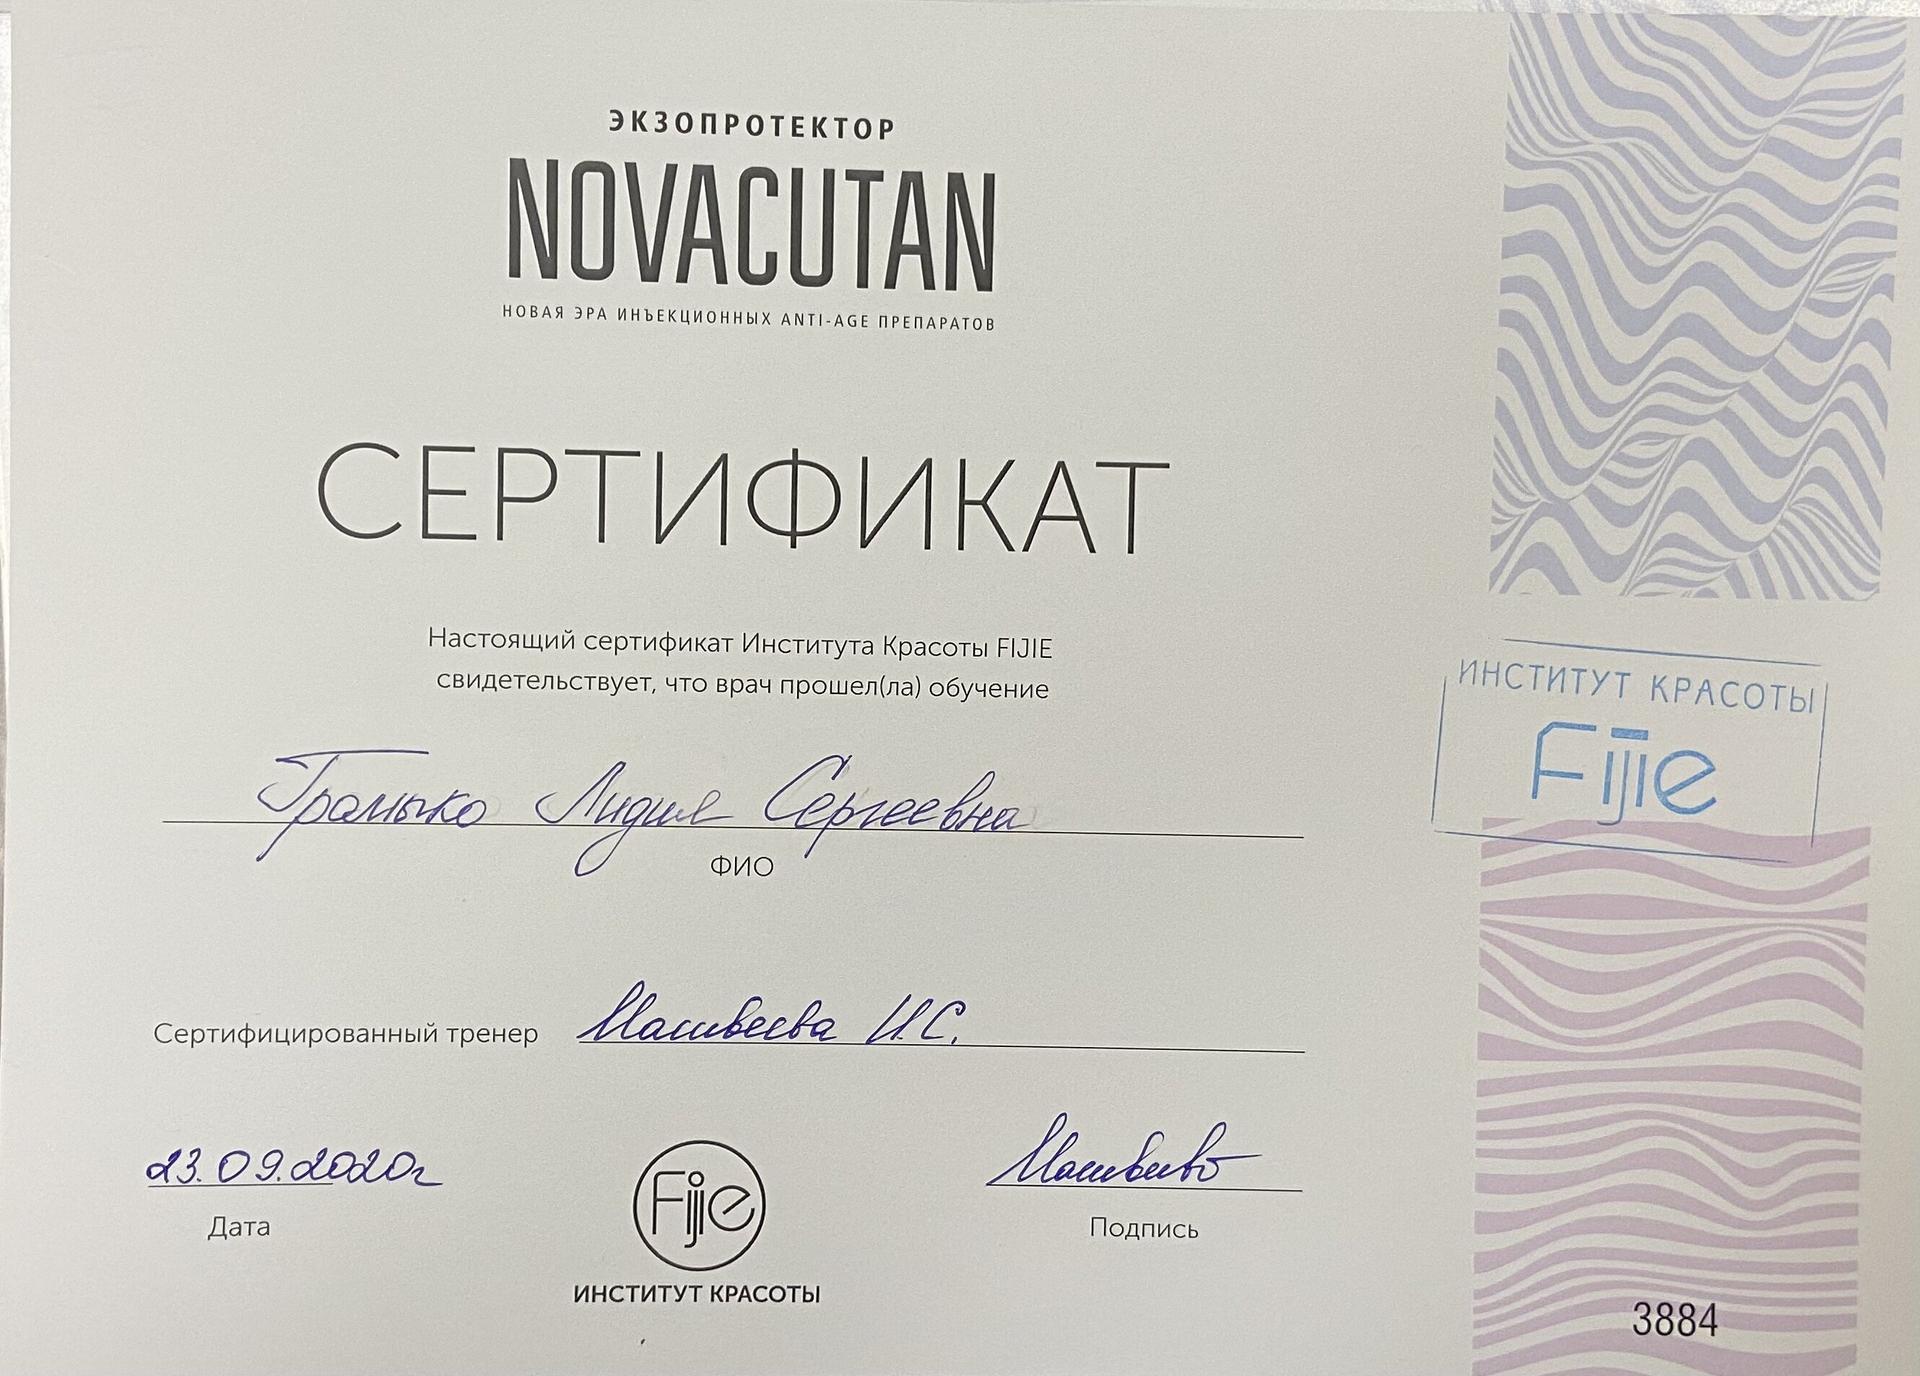 ЭКЗОПРОТЕКТОР
NOVACUTAN
НОВАЯ ЭРА ИНЪЕКЦИОННЫХ ANTI-AGE ПРЕПАРАТОВ
СЕРТИФИКАТ
Настоящий сертификат Института Красоты FIJIE
свидетельствует, что врач прошел(ла) обучение
Громыко Лидия Сергеевна
ФИО
ИНСТИТУТ КРАСОТЫ
Fijie
Сертифицированный тренер Матвеева И.С.
23.09.2020г
Дата
Fijie
ИНСТИТУТ КРАСОТЫ
Подпись
3884